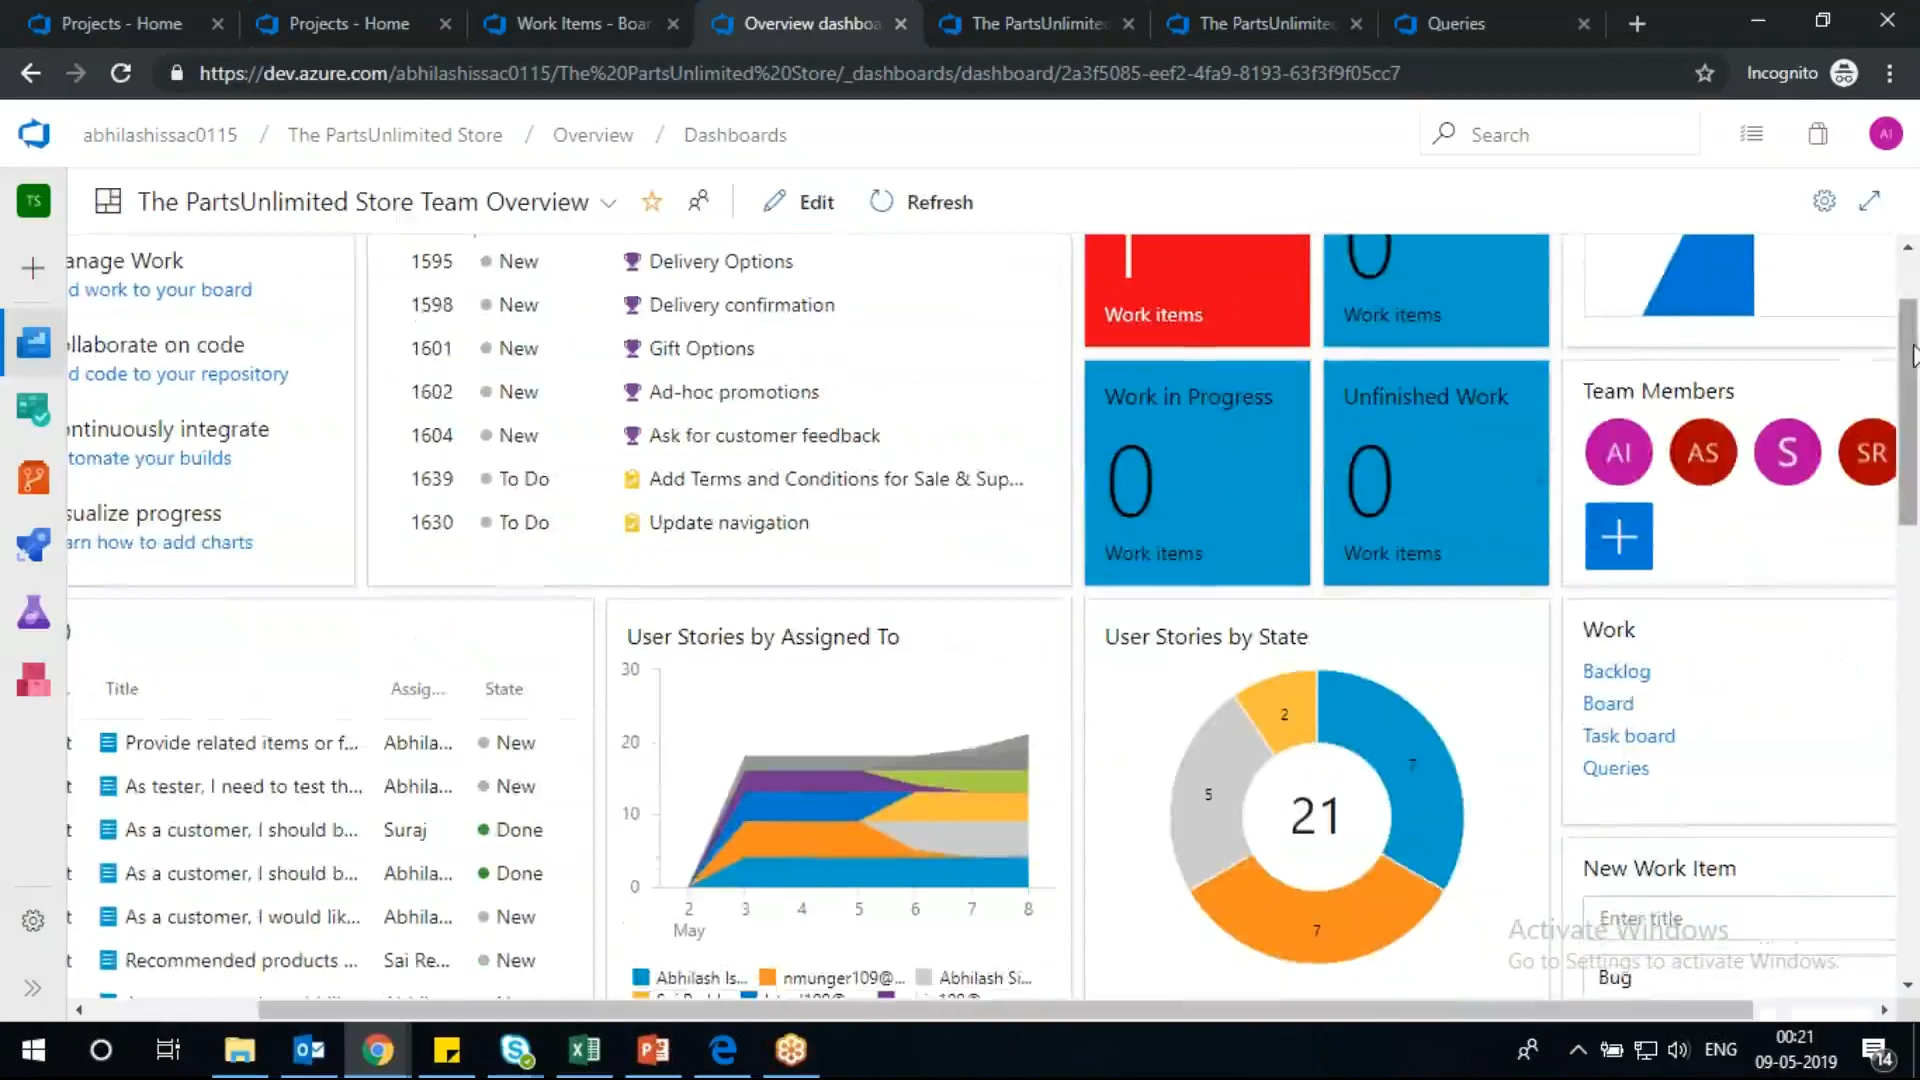 Projects - Home
Projects - Home
Work Items - Boar
Overview dashboa
The PartsUnlimited
The PartsUnlimited
Queries
https://dev.azure.com/abhilashissac0115/The%20PartsUnlimited%20Store/_dashboards/dashboard/2a3f5085-eef2-4fa9-8193-63f3f9f05cc7
Incognito
abhilashissac0115 / The PartsUnlimited Store / Overview / Dashboards
Search
AI
TS
The PartsUnlimited Store Team Overview
Edit
Refresh
anage Work
d work to your board
ollaborate on code
d code to your repository
ontinuously integrate
tomate your builds
sualize progress
arn how to add charts
1595 New Delivery Options
1598 New Delivery confirmation
1601 New Gift Options
1602 New Ad-hoc promotions
1604 New Ask for customer feedback
1639 To Do Add Terms and Conditions for Sale & Sup...
1630 To Do Update navigation
Work items
0
Work items
Work in Progress
0
Work items
Unfinished Work
0
Work items
Team Members
AI AS S SR
Title Assig... State
t Provide related items or f... Abhila... New
t As tester, I need to test th... Abhila... New
t As a customer, I should b... Suraj Done
t As a customer, I should b... Abhila... Done
t As a customer, I would lik... Abhila... New
t Recommended products ... Sai Re... New
User Stories by Assigned To
30
20
10
0
2 3 4 5 6 7 8
May
Abhilash Is... nmunger109@... Abhilash Si...
User Stories by State
2
7
5
21
7
Work
Backlog
Board
Task board
Queries
New Work Item
Enter title
Bug
Activate Windows
Go to Settings to activate Windows.
ENG
00:21
09-05-2019
14